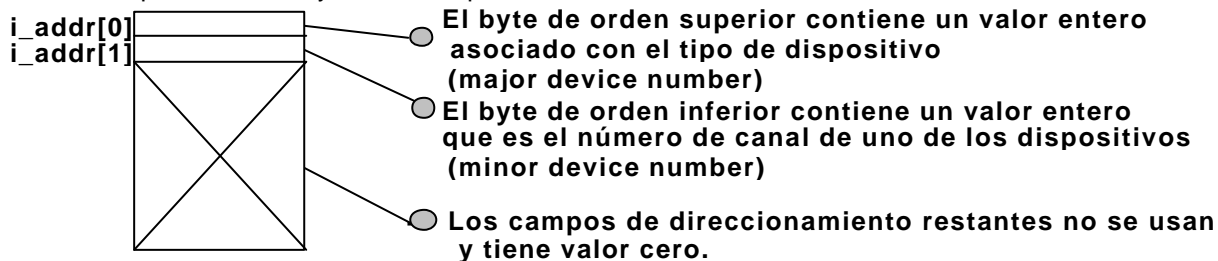 i_addr[0]
i_addr[1]
El byte de orden superior contiene un valor entero
asociado con el tipo de dispositivo
(major device number)
El byte de orden inferior contiene un valor entero
que es el número de canal de uno de los dispositivos
(minor device number)
Los campos de direccionamiento restantes no se usan
y tiene valor cero.